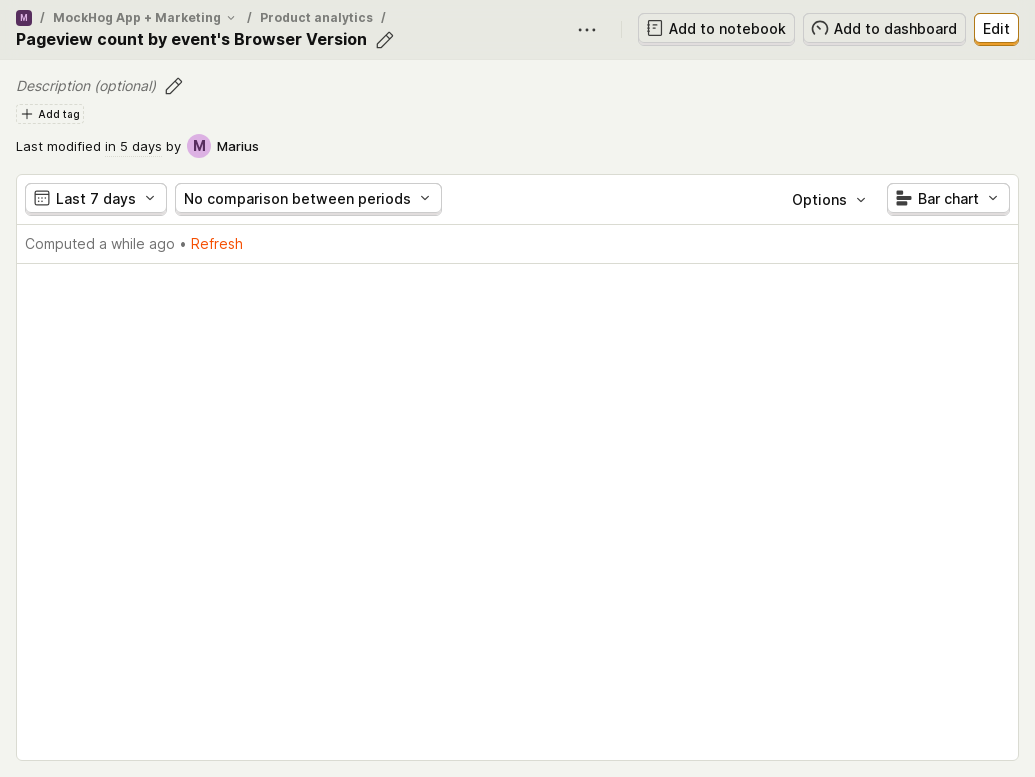 M / MockHog App + Marketing / Product analytics /
Pageview count by event's Browser Version
Add to notebook
Add to dashboard
Edit
Description (optional)
Add tag
Last modified in 5 days by M Marius
Last 7 days
No comparison between periods
Options
Bar chart
Computed a while ago • Refresh